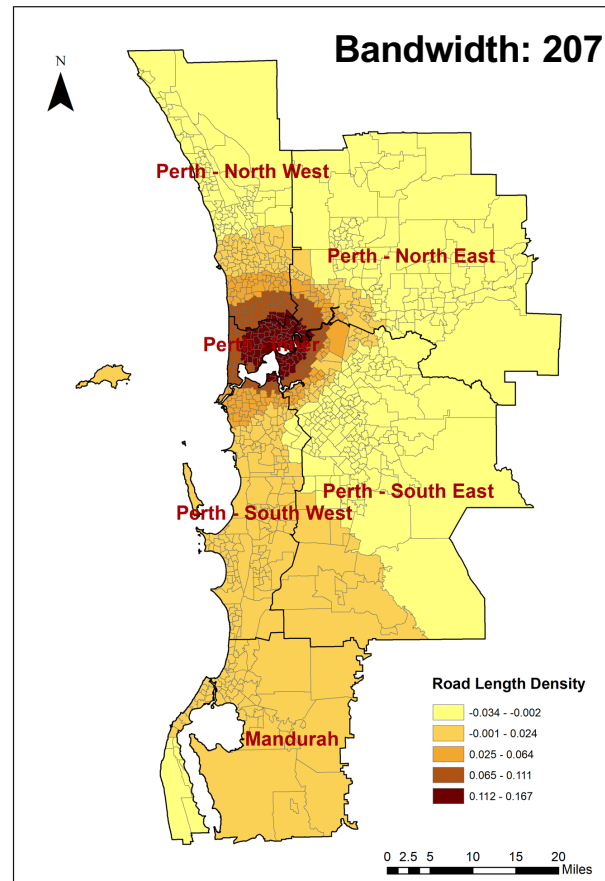 Bandwidth: 207
N
Perth - North West
Perth - North East
Perth - Inner
Perth - South East
Perth - South West
Road Length Density
-0.034 - -0.002
-0.001 - 0.024
0.025 - 0.064
0.065 - 0.111
0.112 - 0.167
Mandurah
0 2.5 5 10 15 20
Miles